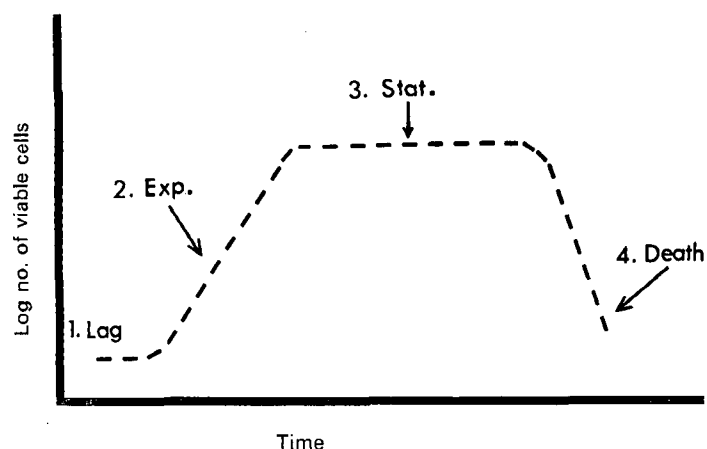 3. Stat.
2. Exp.
4. Death
1. Lag
Log no. of viable cells
Time